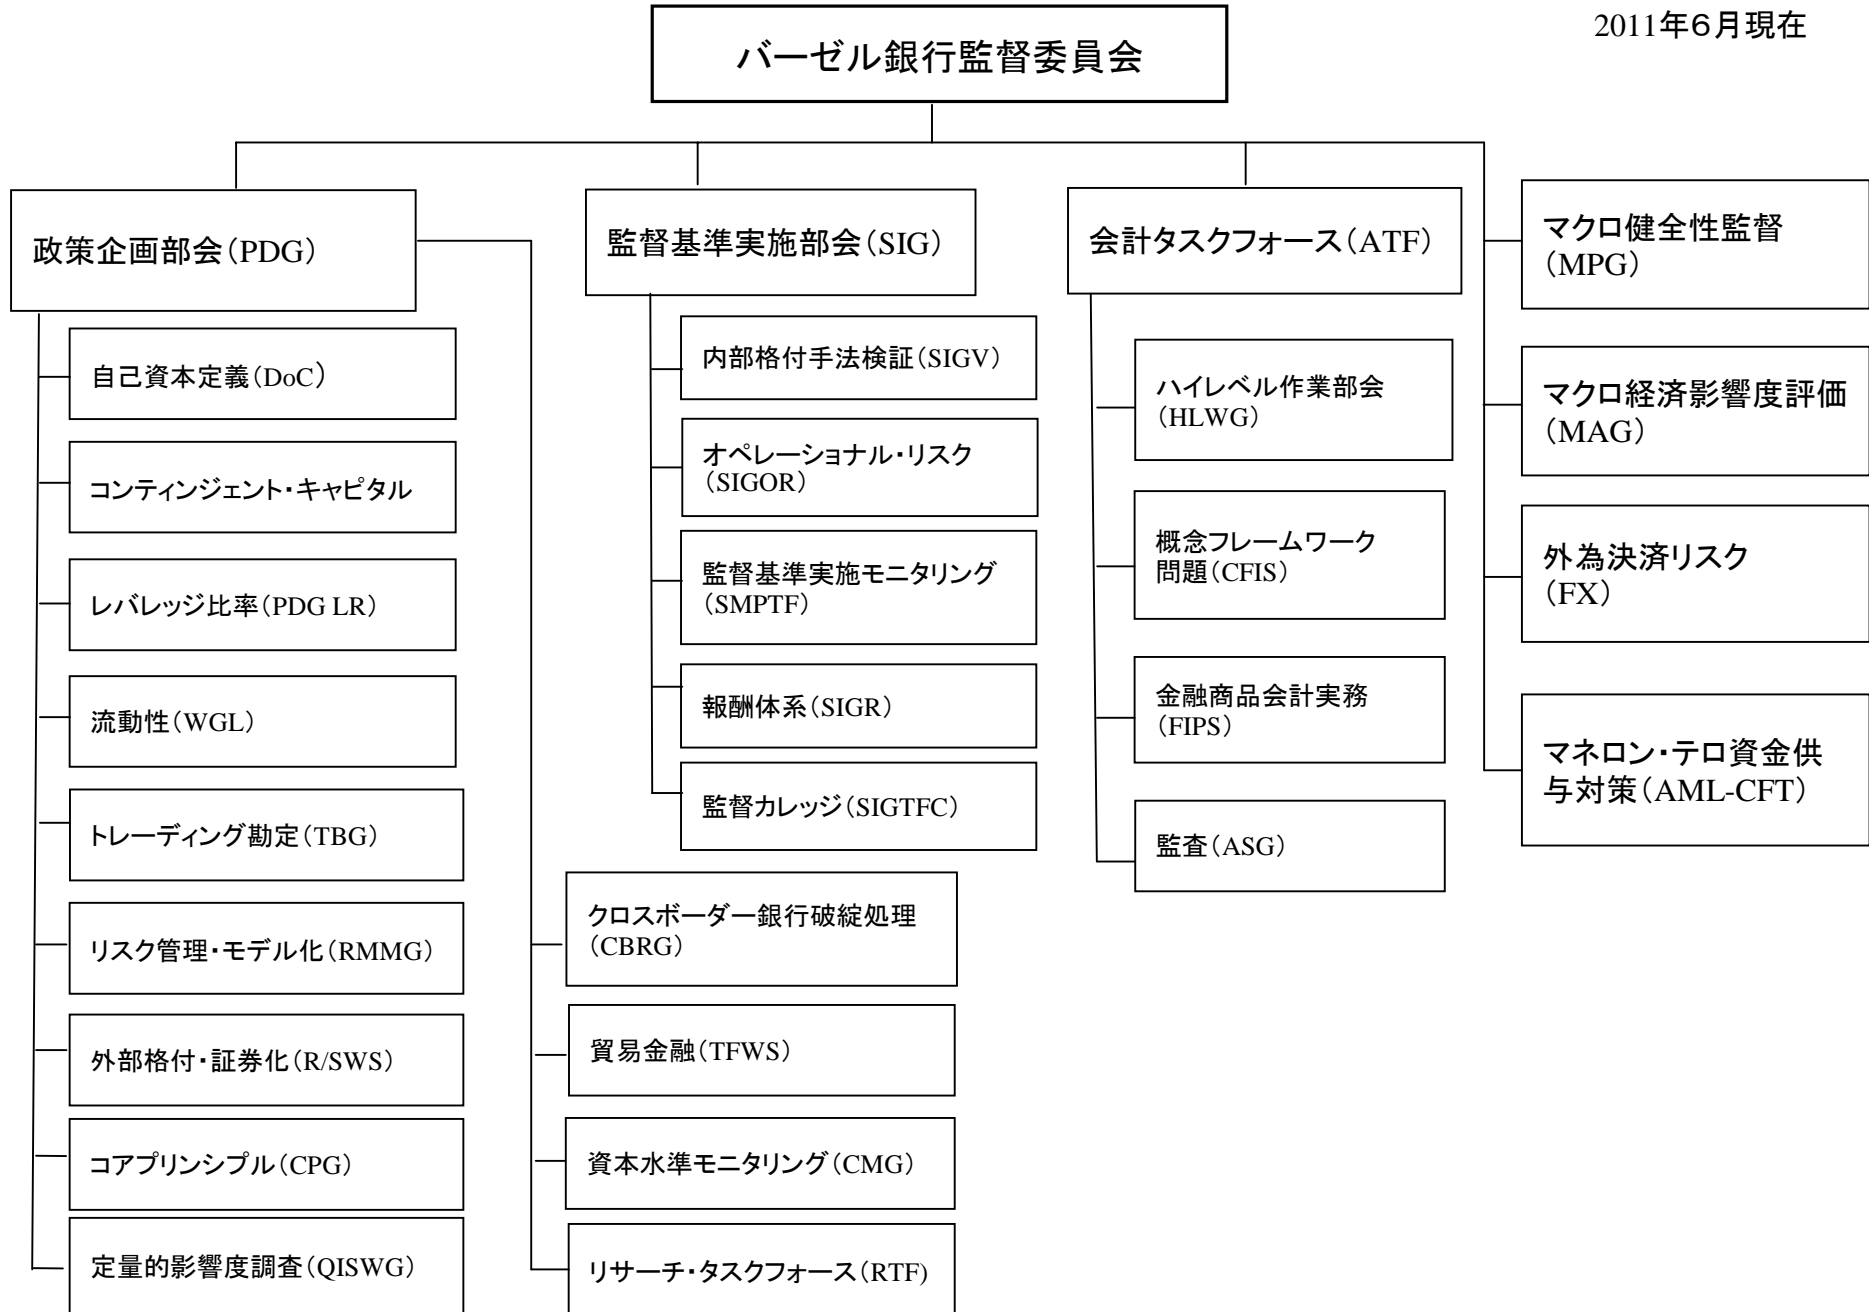 2011年6月現在
バーゼル銀行監督委員会
政策企画部会（PDG）
自己資本定義（DoC）
コンティンジェント・キャピタル
レバレッジ比率（PDG LR）
流動性（WGL）
トレーディング勘定（TBG）
リスク管理・モデル化（RMMG）
外部格付・証券化（R/SWS）
コアプリンシプル（CPG）
定量的影響度調査（QISWG）
クロスボーダー銀行破綻処理
（CBRG）
貿易金融（TFWS）
資本水準モニタリング（CMG）
リサーチ・タスクフォース（RTF)
監督基準実施部会（SIG）
内部格付手法検証（SIGV）
オペレーショナル・リスク
（SIGOR）
監督基準実施モニタリング
（SMPTF）
報酬体系（SIGR）
監督カレッジ（SIGTFC）
会計タスクフォース（ATF）
ハイレベル作業部会
（HLWG）
概念フレームワーク
問題（CFIS）
金融商品会計実務
（FIPS）
監査（ASG）
マクロ健全性監督
（MPG）
マクロ経済影響度評価
（MAG）
外為決済リスク
（FX）
マネロン・テロ資金供
与対策（AML-CFT）